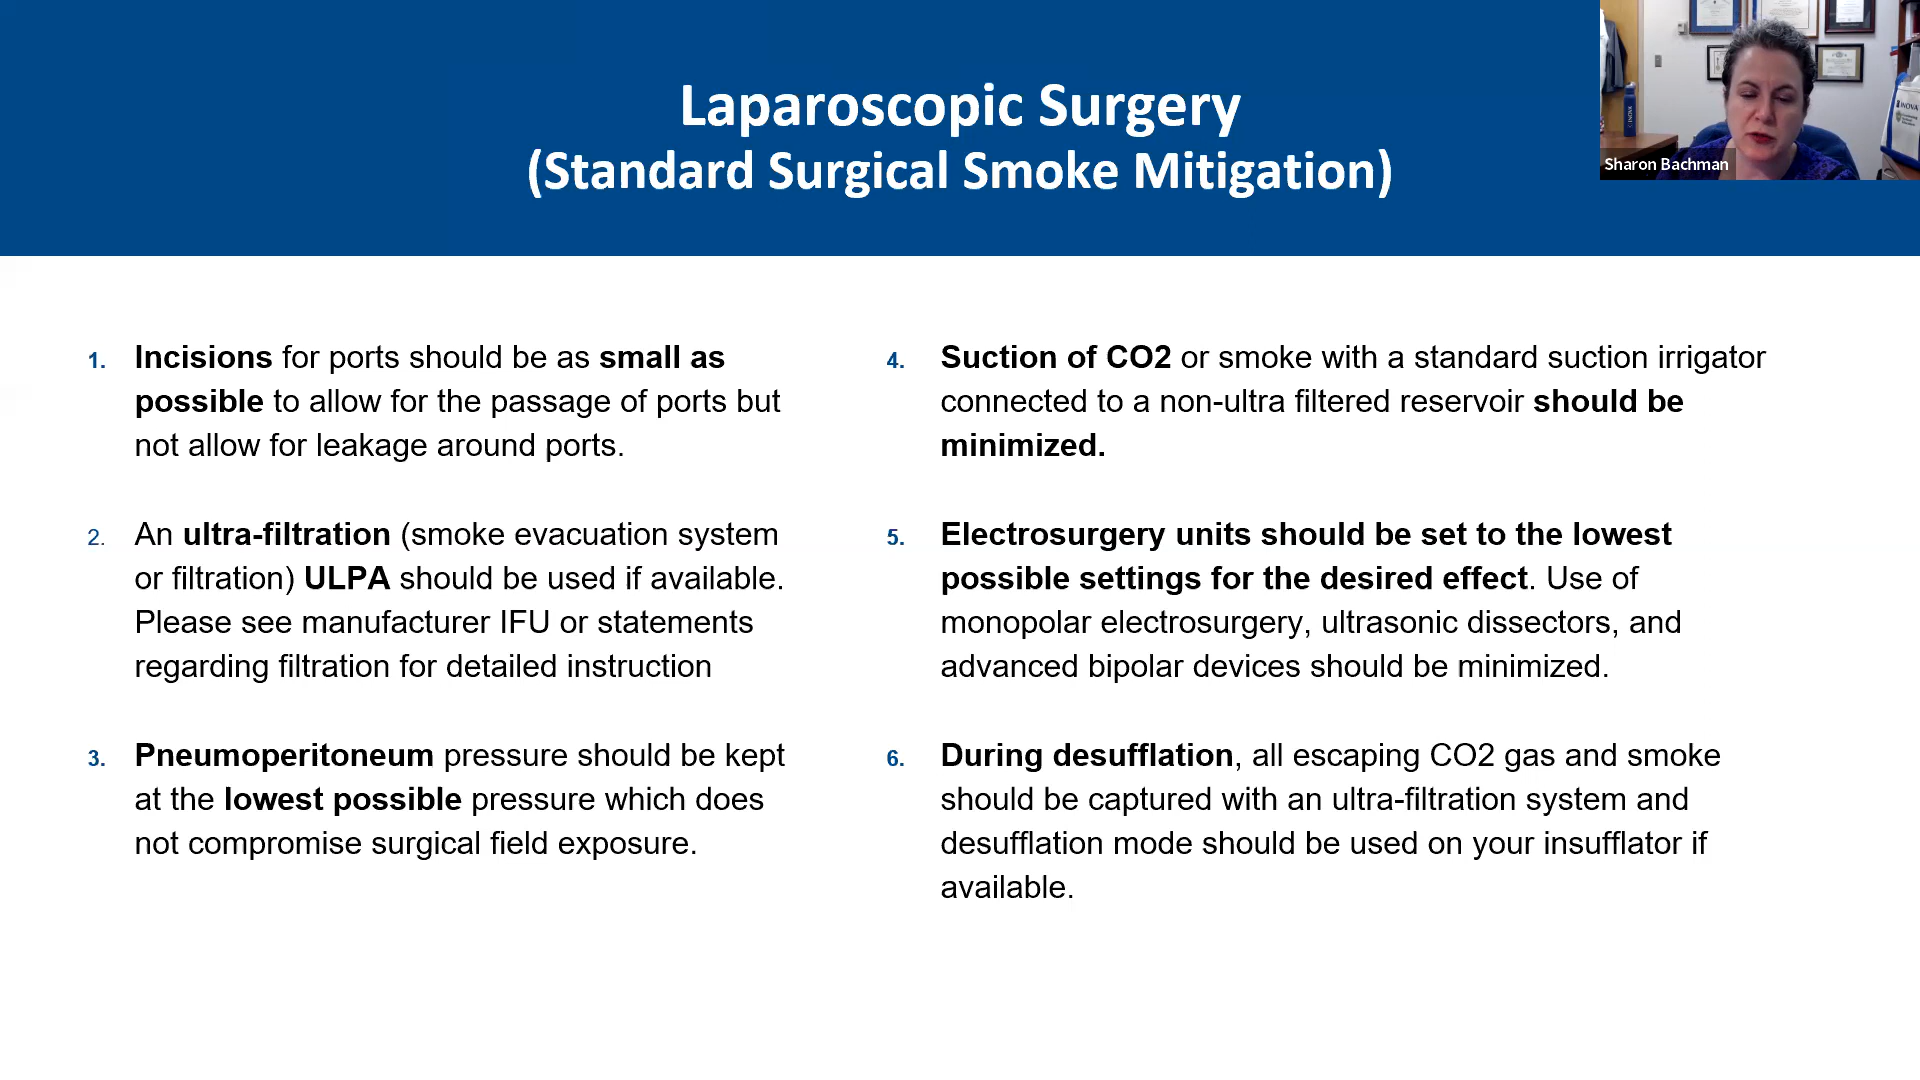 Laparoscopic Surgery
(Standard Surgical Smoke Mitigation)
Sharon Bachman
INOVA
INOVA
1. Incisions for ports should be as small as
possible to allow for the passage of ports but
not allow for leakage around ports.
2. An ultra-filtration (smoke evacuation system
or filtration) ULPA should be used if available.
Please see manufacturer IFU or statements
regarding filtration for detailed instruction
3. Pneumoperitoneum pressure should be kept
at the lowest possible pressure which does
not compromise surgical field exposure.
4. Suction of CO2 or smoke with a standard suction irrigator
connected to a non-ultra filtered reservoir should be
minimized.
5. Electrosurgery units should be set to the lowest
possible settings for the desired effect. Use of
monopolar electrosurgery, ultrasonic dissectors, and
advanced bipolar devices should be minimized.
6. During desufflation, all escaping CO2 gas and smoke
should be captured with an ultra-filtration system and
desufflation mode should be used on your insufflator if
available.